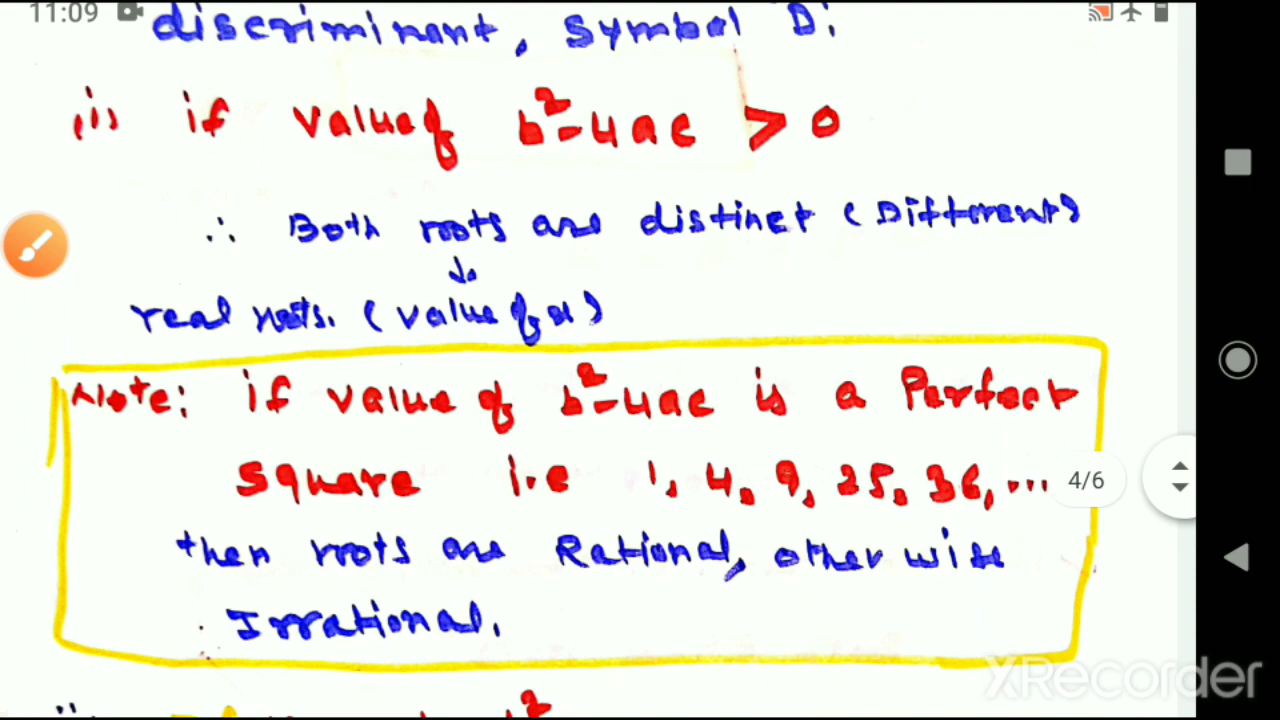 11:09
discriminant, Symbol D:
(i) if value of b²-4ac > 0
∴ Both roots are distinct (Different)
real roots. (value of x)
Note: if value of b²-4ac is a Perfect
square i.e 1, 4, 9, 25, 36, ...
4/6
then roots are Rational, otherwise
Irrational.
XRecorder